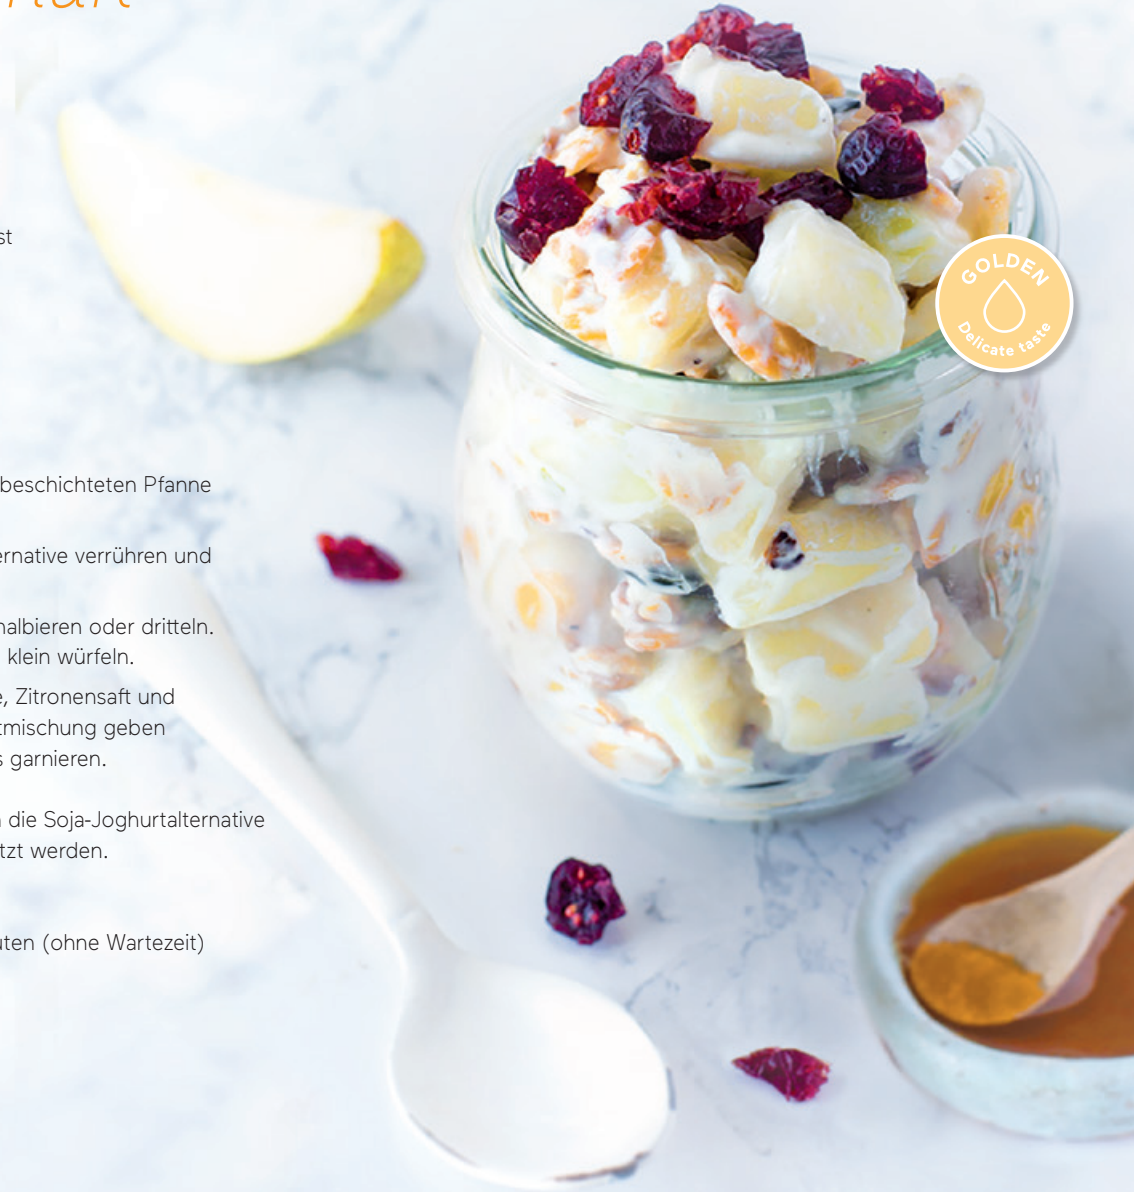 st
beschichteten Pfanne
ernative verrühren und
halbieren oder dritteln.
klein würfeln.
e, Zitronensaft und
tmischung geben
s garnieren.
die Soja-Joghurtalternative
tzt werden.
uten (ohne Wartezeit)
GOLDEN
Delicate taste